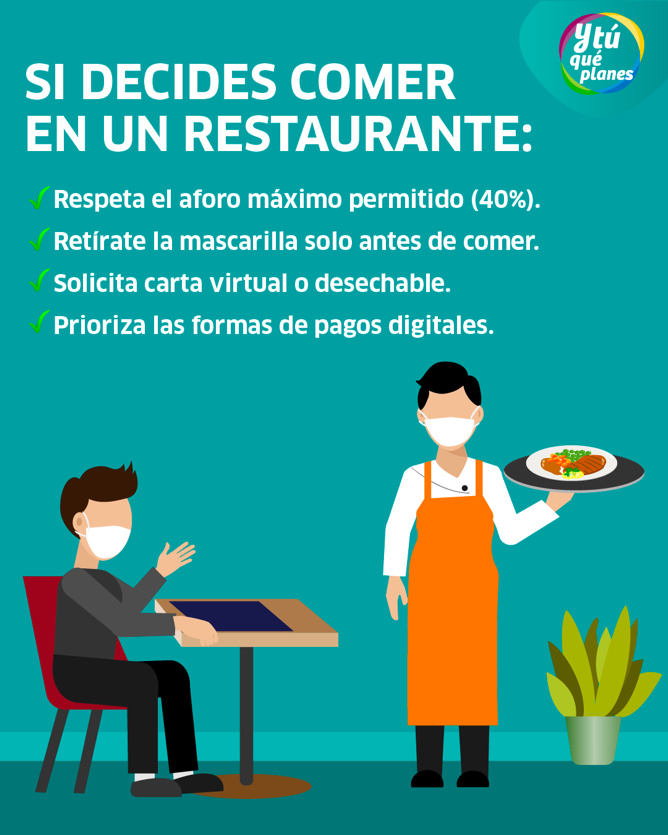 Y tú
qué
planes
SI DECIDES COMER
EN UN RESTAURANTE:
Respeta el aforo máximo permitido (40%).
Retírate la mascarilla solo antes de comer.
Solicita carta virtual o desechable.
Prioriza las formas de pagos digitales.